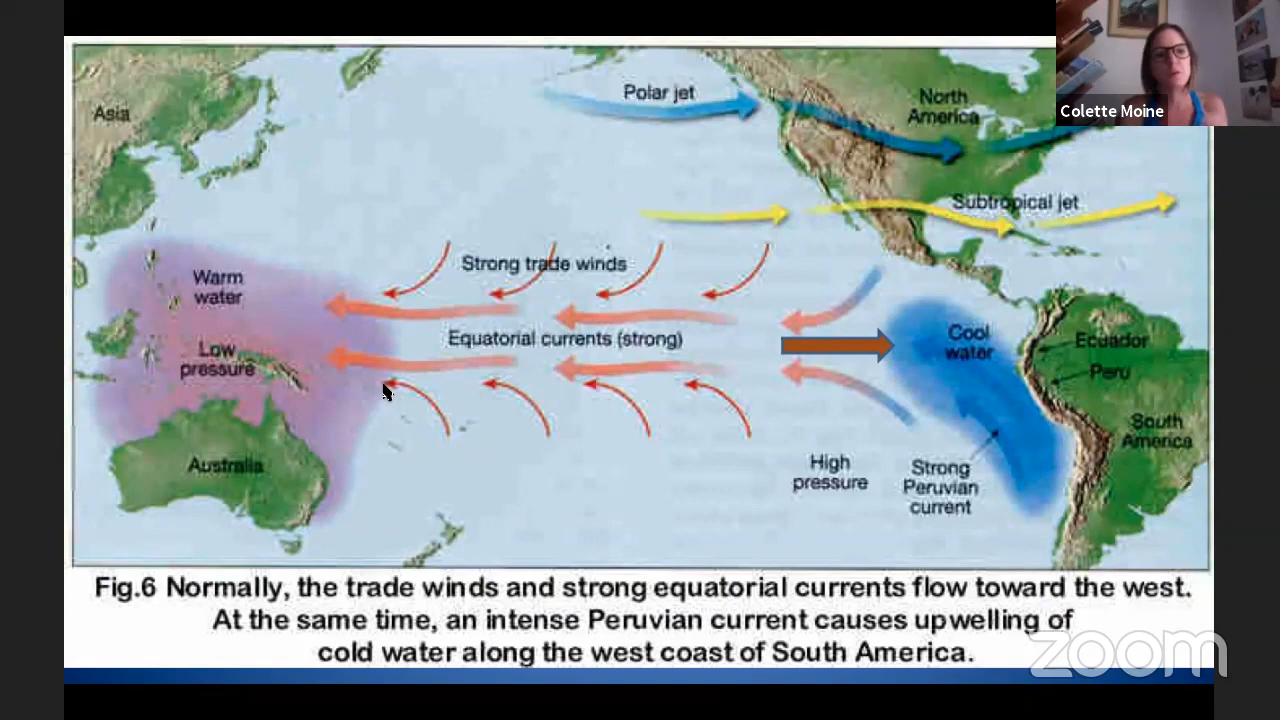 Colette Moine
Polar jet
North
America
Asia
Subtropical jet
Strong trade winds
Warm
water
Equatorial currents (strong)
Low
pressure
Cool
water
Ecuador
Peru
South
America
Australia
High
pressure
Strong
Peruvian
current
Fig.6 Normally, the trade winds and strong equatorial currents flow toward the west.
At the same time, an intense Peruvian current causes upwelling of
cold water along the west coast of South America.
zoom